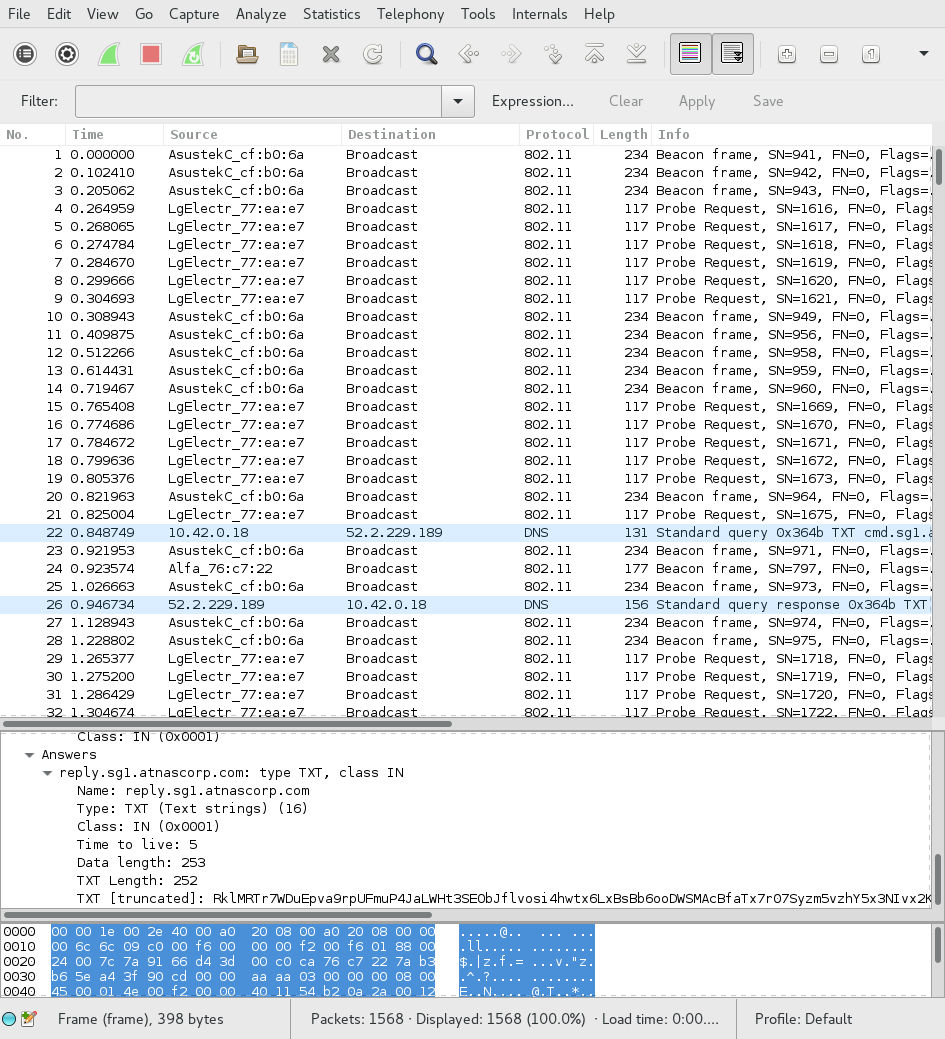 File Edit View Go Capture Analyze Statistics Telephony Tools Internals Help
Filter: Expression... Clear Apply Save
No. Time Source Destination Protocol Length Info
1 0.000000 AsustekC_cf:b0:6a Broadcast 802.11 234 Beacon frame, SN=941, FN=0, Flags=.
2 0.102410 AsustekC_cf:b0:6a Broadcast 802.11 234 Beacon frame, SN=942, FN=0, Flags=.
3 0.205062 AsustekC_cf:b0:6a Broadcast 802.11 234 Beacon frame, SN=943, FN=0, Flags=.
4 0.264959 LgElectr_77:ea:e7 Broadcast 802.11 117 Probe Request, SN=1616, FN=0, Flags
5 0.268065 LgElectr_77:ea:e7 Broadcast 802.11 117 Probe Request, SN=1617, FN=0, Flags
6 0.274784 LgElectr_77:ea:e7 Broadcast 802.11 117 Probe Request, SN=1618, FN=0, Flags
7 0.284670 LgElectr_77:ea:e7 Broadcast 802.11 117 Probe Request, SN=1619, FN=0, Flags
8 0.299666 LgElectr_77:ea:e7 Broadcast 802.11 117 Probe Request, SN=1620, FN=0, Flags
9 0.304693 LgElectr_77:ea:e7 Broadcast 802.11 117 Probe Request, SN=1621, FN=0, Flags
10 0.308943 AsustekC_cf:b0:6a Broadcast 802.11 234 Beacon frame, SN=949, FN=0, Flags=.
11 0.409875 AsustekC_cf:b0:6a Broadcast 802.11 234 Beacon frame, SN=956, FN=0, Flags=.
12 0.512266 AsustekC_cf:b0:6a Broadcast 802.11 234 Beacon frame, SN=958, FN=0, Flags=.
13 0.614431 AsustekC_cf:b0:6a Broadcast 802.11 234 Beacon frame, SN=959, FN=0, Flags=.
14 0.719467 AsustekC_cf:b0:6a Broadcast 802.11 234 Beacon frame, SN=960, FN=0, Flags=.
15 0.765408 LgElectr_77:ea:e7 Broadcast 802.11 117 Probe Request, SN=1669, FN=0, Flags
16 0.774686 LgElectr_77:ea:e7 Broadcast 802.11 117 Probe Request, SN=1670, FN=0, Flags
17 0.784672 LgElectr_77:ea:e7 Broadcast 802.11 117 Probe Request, SN=1671, FN=0, Flags
18 0.799636 LgElectr_77:ea:e7 Broadcast 802.11 117 Probe Request, SN=1672, FN=0, Flags
19 0.805376 LgElectr_77:ea:e7 Broadcast 802.11 117 Probe Request, SN=1673, FN=0, Flags
20 0.821963 AsustekC_cf:b0:6a Broadcast 802.11 234 Beacon frame, SN=964, FN=0, Flags=.
21 0.825004 LgElectr_77:ea:e7 Broadcast 802.11 117 Probe Request, SN=1675, FN=0, Flags
22 0.848749 10.42.0.18 52.2.229.189 DNS 131 Standard query 0x364b TXT cmd.sg1.a
23 0.921953 AsustekC_cf:b0:6a Broadcast 802.11 234 Beacon frame, SN=971, FN=0, Flags=.
24 0.923574 Alfa_76:c7:22 Broadcast 802.11 177 Beacon frame, SN=797, FN=0, Flags=.
25 1.026663 AsustekC_cf:b0:6a Broadcast 802.11 234 Beacon frame, SN=973, FN=0, Flags=.
26 0.946734 52.2.229.189 10.42.0.18 DNS 156 Standard query response 0x364b TXT
27 1.128943 AsustekC_cf:b0:6a Broadcast 802.11 234 Beacon frame, SN=974, FN=0, Flags=.
28 1.228802 AsustekC_cf:b0:6a Broadcast 802.11 234 Beacon frame, SN=975, FN=0, Flags=.
29 1.265377 LgElectr_77:ea:e7 Broadcast 802.11 117 Probe Request, SN=1718, FN=0, Flags
30 1.275200 LgElectr_77:ea:e7 Broadcast 802.11 117 Probe Request, SN=1719, FN=0, Flags
31 1.286429 LgElectr_77:ea:e7 Broadcast 802.11 117 Probe Request, SN=1720, FN=0, Flags
32 1.304674 LgElectr_77:ea:e7 Broadcast 802.11 117 Probe Request, SN=1722, FN=0, Flags
Class: IN (0x0001)
Answers
reply.sg1.atnascorp.com: type TXT, class IN
Name: reply.sg1.atnascorp.com
Type: TXT (Text strings) (16)
Class: IN (0x0001)
Time to live: 5
Data length: 253
TXT Length: 252
TXT [truncated]: RklMRTr7WDuEpva9rpUFmuP4JaLWHt3SEObJflvosi4hwtx6LxBsBb6ooDWSMAcBfaTx7r07Syzm5vzhY5x3NIvx2K
0000 00 00 1e 00 2e 40 00 a0 20 08 00 a0 20 08 00 00 .....@.. ... ...
0010 00 6c 6c 09 c0 00 f6 00 00 00 f2 00 f6 01 88 00 .ll..... ........
0020 24 00 7c 7a 91 66 d4 3d 00 c0 ca 76 c7 22 7a b3 $.|z.f.= ...v."z.
0030 b6 5e a4 3f 90 cd 00 00 aa aa 03 00 00 00 08 00 .^.?.... ........
0040 45 00 01 4e 00 f2 00 00 40 11 54 b2 0a 2a 00 12 E..N.... @.T..*..
Frame (frame), 398 bytes Packets: 1568 · Displayed: 1568 (100.0%) · Load time: 0:00.... Profile: Default